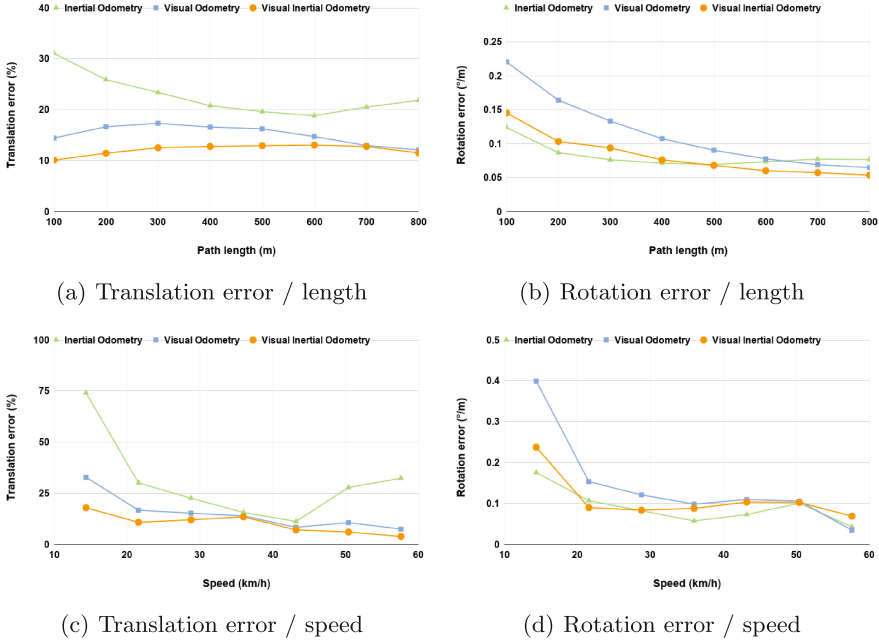 Inertial Odometry Visual Odometry Visual Inertial Odometry
40
30
20
10
0
Translation error (%)
100 200 300 400 500 600 700 800
Path length (m)
(a) Translation error / length
Inertial Odometry Visual Odometry Visual Inertial Odometry
0.25
0.2
0.15
0.1
0.05
0
Rotation error (°/m)
100 200 300 400 500 600 700 800
Path length (m)
(b) Rotation error / length
Inertial Odometry Visual Odometry Visual Inertial Odometry
100
75
50
25
0
Translation error (%)
10 20 30 40 50 60
Speed (km/h)
(c) Translation error / speed
Inertial Odometry Visual Odometry Visual Inertial Odometry
0.5
0.4
0.3
0.2
0.1
0
Rotation error (°/m)
10 20 30 40 50 60
Speed (km/h)
(d) Rotation error / speed